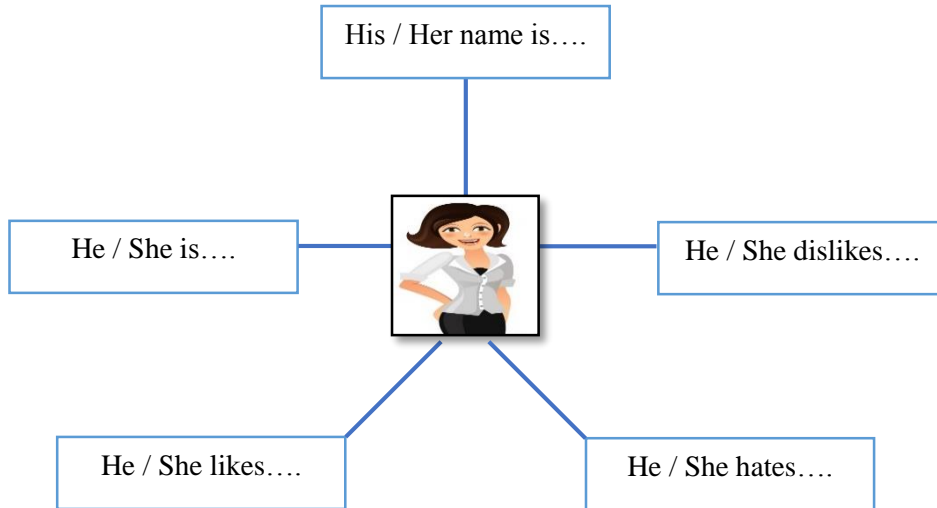 His / Her name is….
He / She is….
He / She dislikes….
He / She likes….
He / She hates….